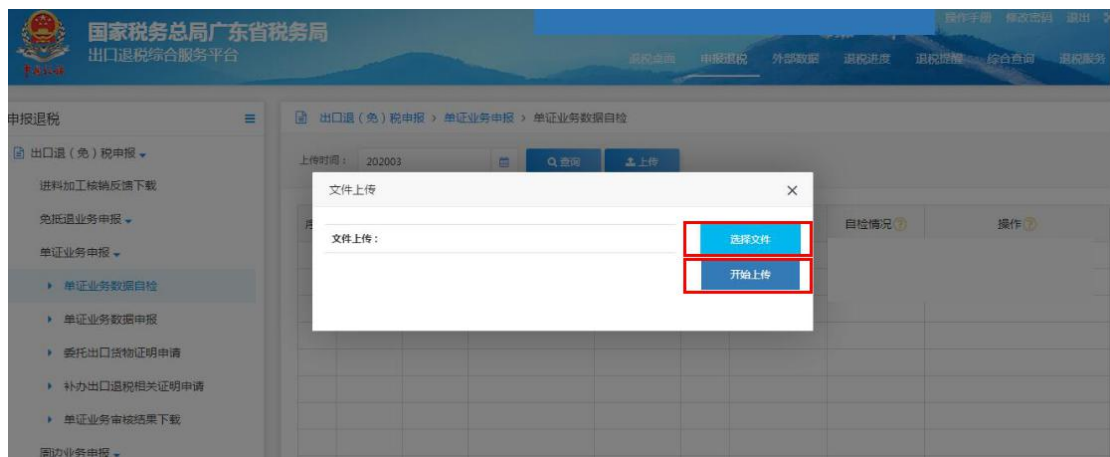 国家税务总局广东省税务局
出口退税综合服务平台
操作手册 修改密码 退出
退税桌面 申报退税 外部数据 退税进度 退税提醒 综合查询 退税服务
申报退税
出口退（免）税申报 > 单证业务申报 > 单证业务数据自检
出口退（免）税申报
上传时间： 202003 查询 上传
进料加工核销反馈下载
文件上传 ×
免抵退业务申报
自检情况 ? 操作 ?
文件上传： 选择文件
单证业务申报
开始上传
单证业务数据自检
单证业务数据申报
委托出口货物证明申请
补办出口退税相关证明申请
单证业务审核结果下载
周边业务申报